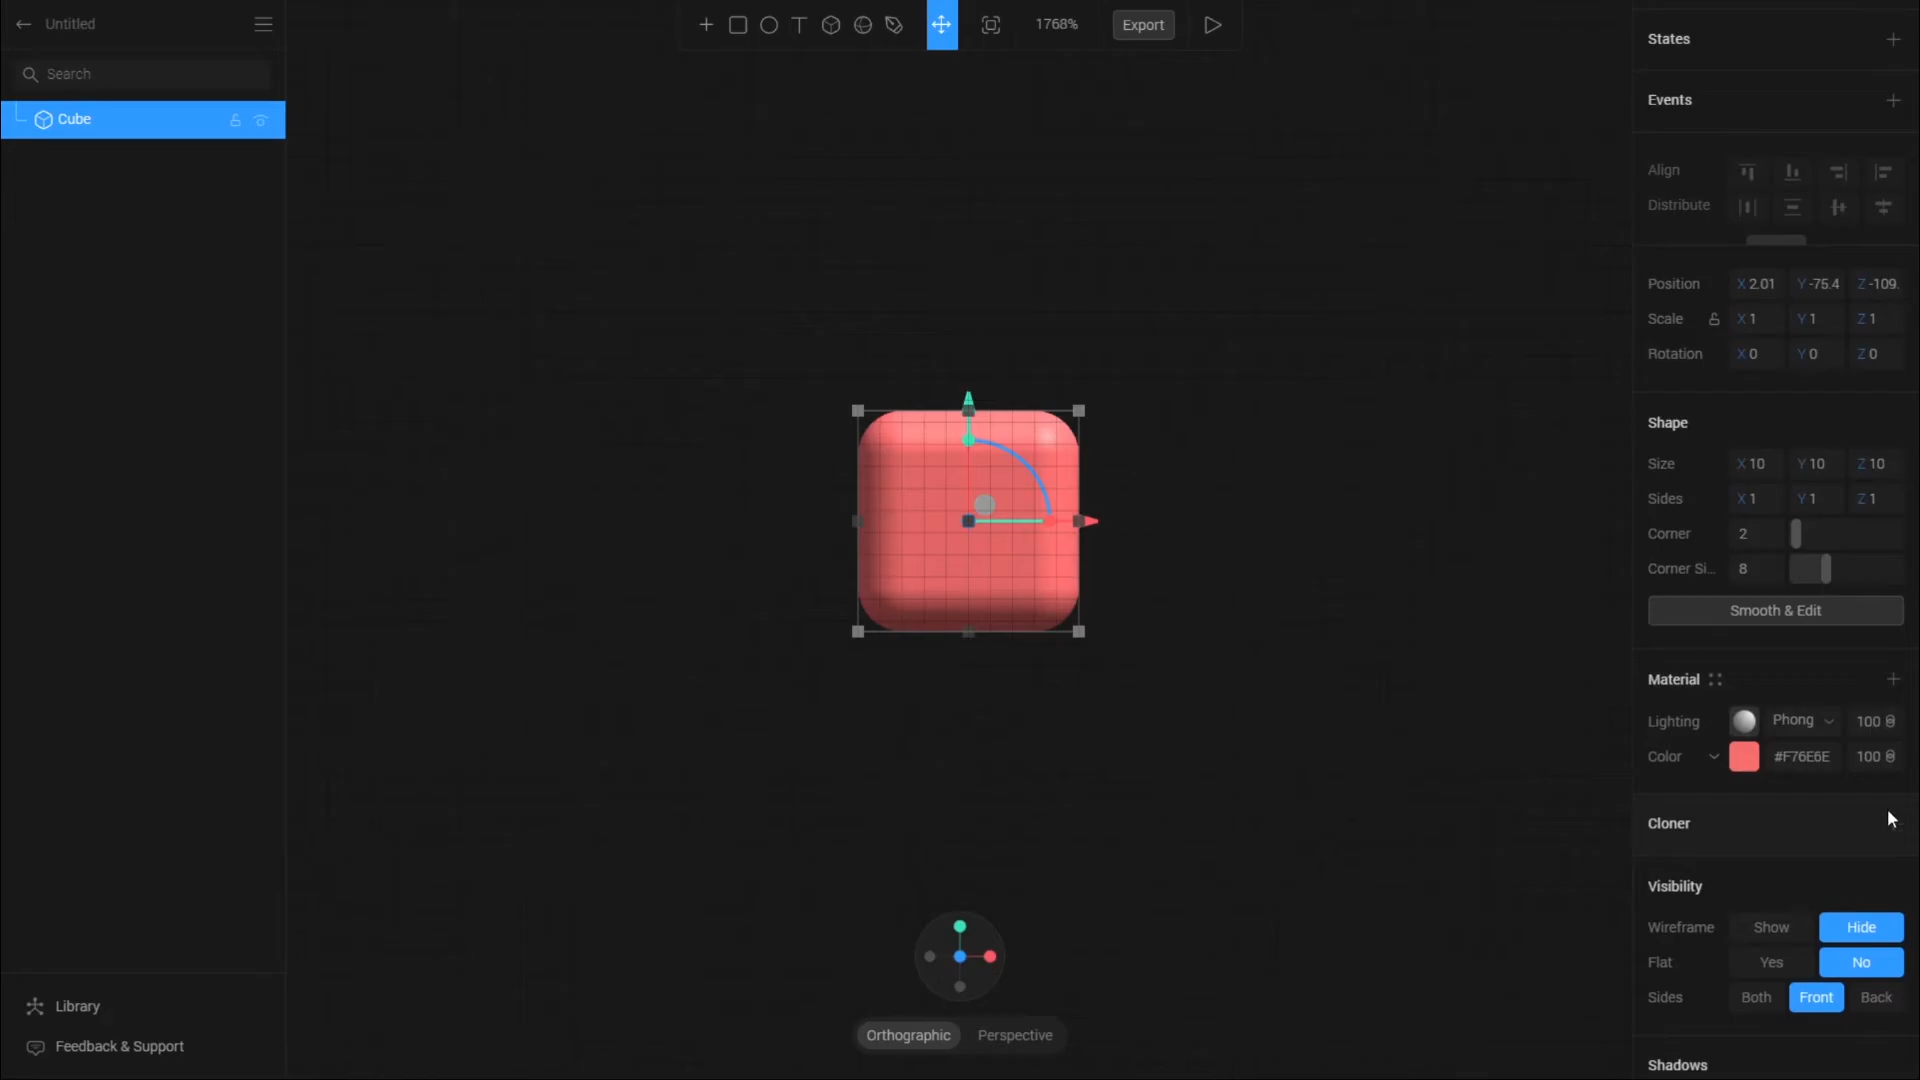 Untitled
1768%
Export
Search
Cube
States
Events
Align
Distribute
Position X 2.01 Y -75.4 Z -109.
Scale X 1 Y 1 Z 1
Rotation X 0 Y 0 Z 0
Shape
Size X 10 Y 10 Z 10
Sides X 1 Y 1 Z 1
Corner 2
Corner Si... 8
Smooth & Edit
Material
Lighting Phong 100
Color #F76E6E 100
Cloner
Visibility
Wireframe Show Hide
Flat Yes No
Sides Both Front Back
Shadows
Library
Feedback & Support
Orthographic Perspective